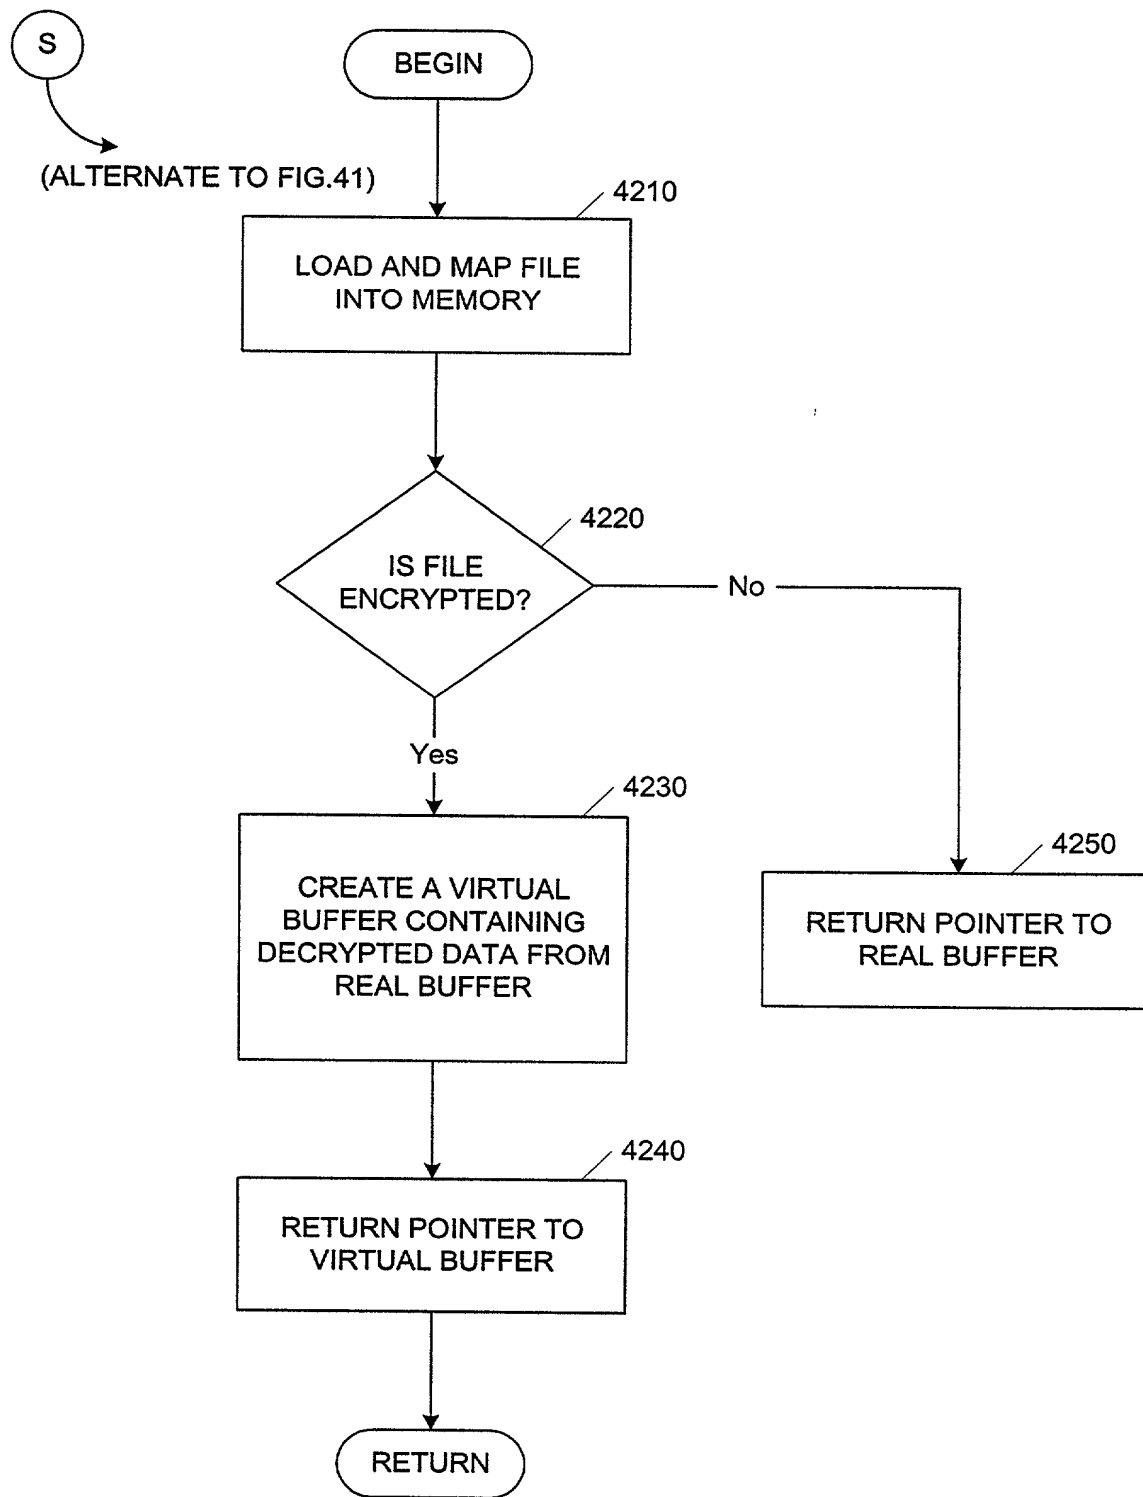 S
BEGIN
(ALTERNATE TO FIG.41)
4210
LOAD AND MAP FILE
INTO MEMORY
4220
IS FILE
ENCRYPTED?
No
Yes
4230
CREATE A VIRTUAL
BUFFER CONTAINING
DECRYPTED DATA FROM
REAL BUFFER
4250
RETURN POINTER TO
REAL BUFFER
4240
RETURN POINTER TO
VIRTUAL BUFFER
RETURN